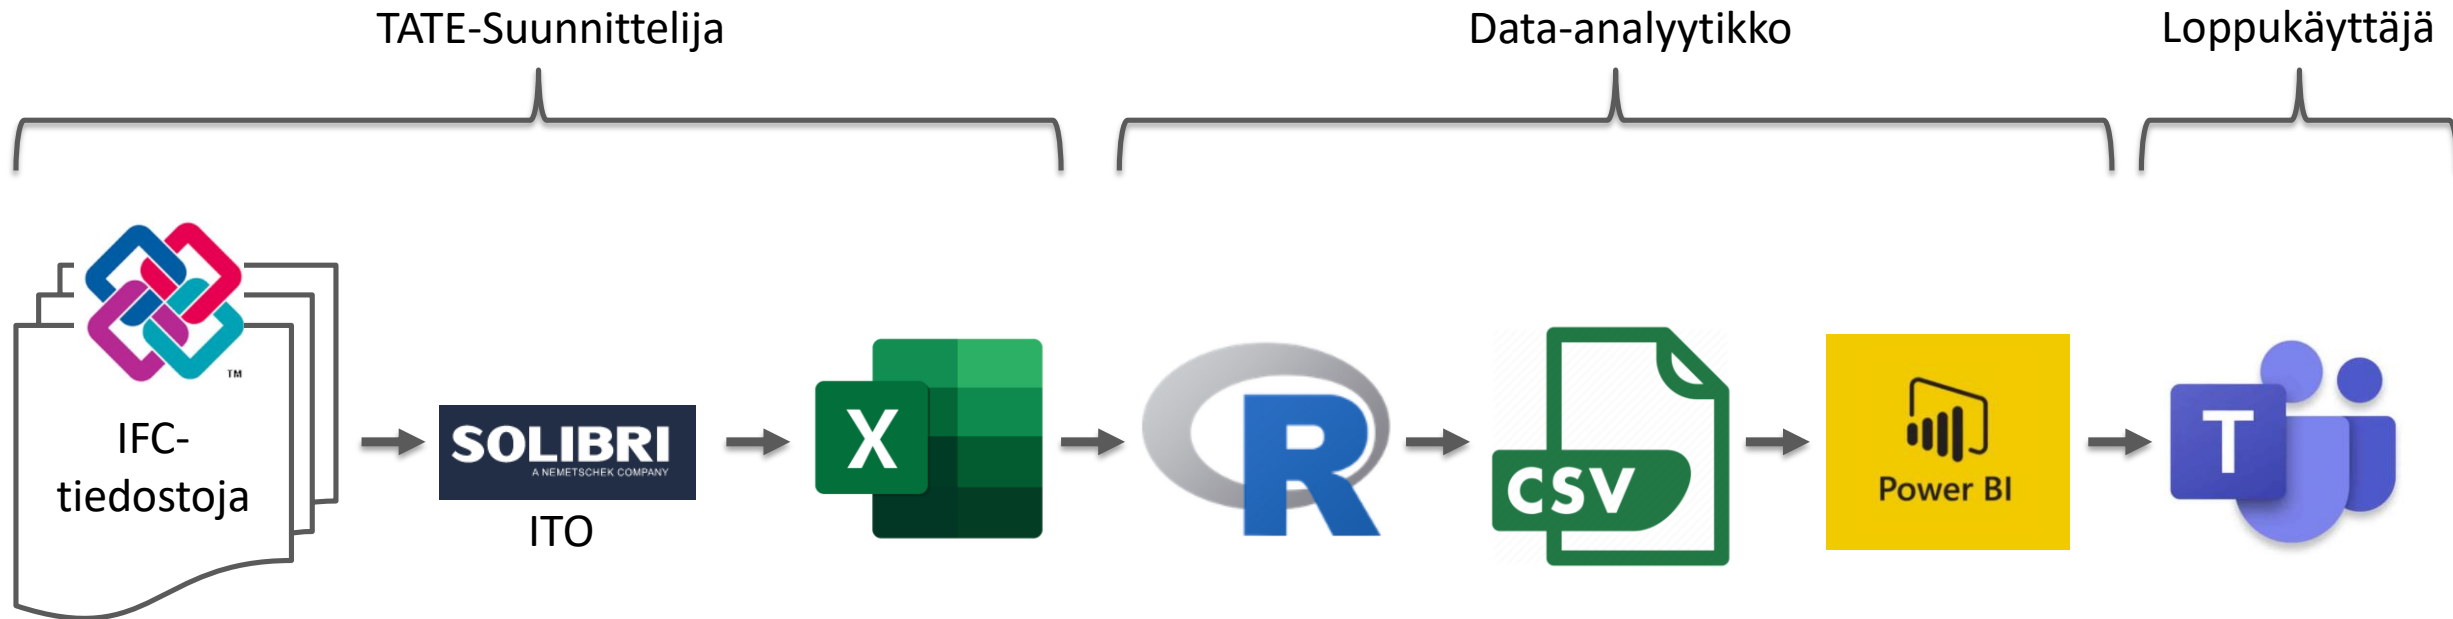 TATE-Suunnittelija
Data-analyytikko
Loppukäyttäjä
TM
IFC-
tiedostoja
SOLIBRI
A NEMETSCHEK COMPANY
ITO
X
R
CSV
Power BI
T